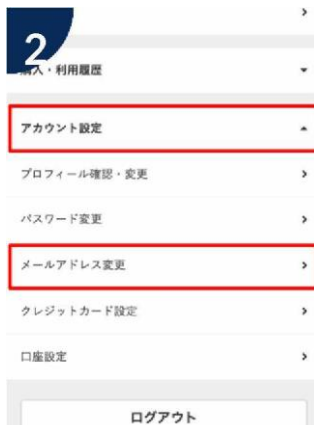 2
購入・利用履歴
アカウント設定
プロフィール確認・変更
パスワード変更
メールアドレス変更
クレジットカード設定
口座設定
ログアウト